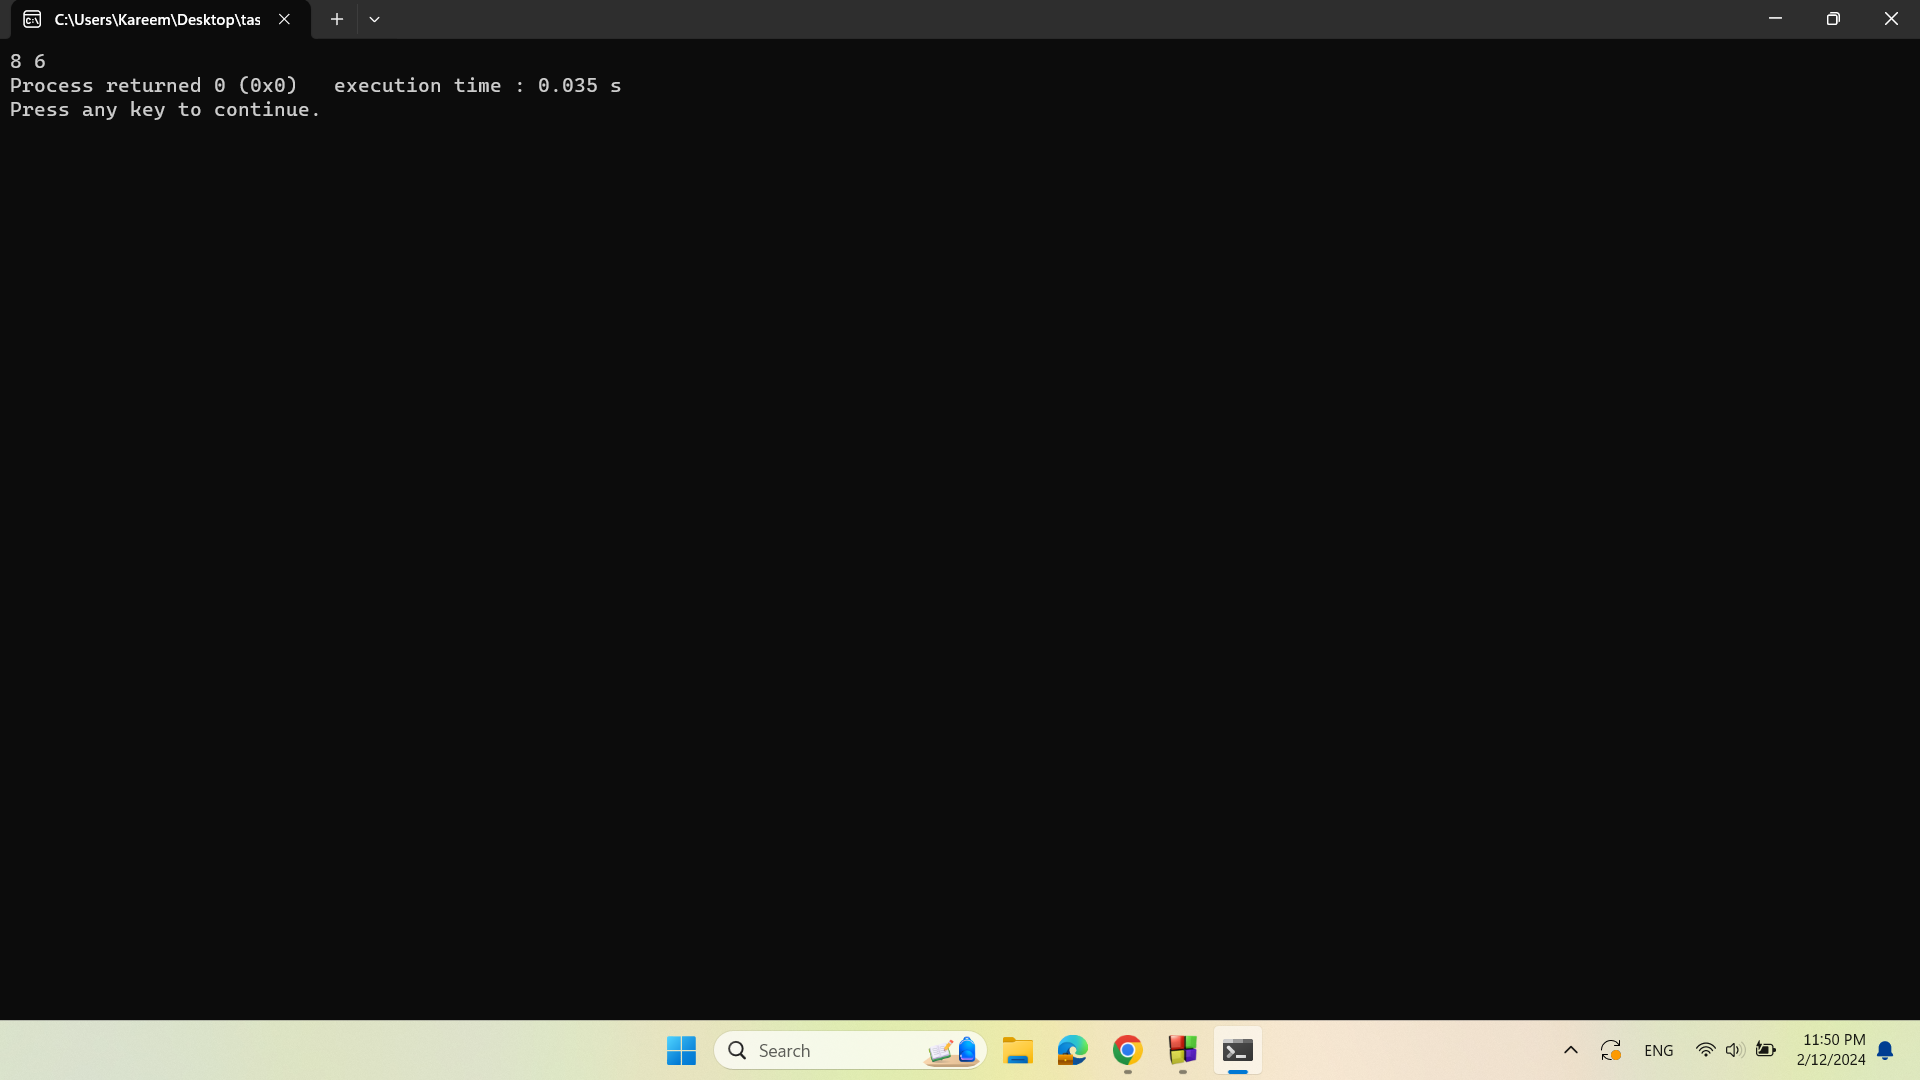 C:\Users\Kareem\Desktop\tas
8 6
Process returned 0 (0x0)   execution time : 0.035 s
Press any key to continue.
Search
ENG
11:50 PM
2/12/2024